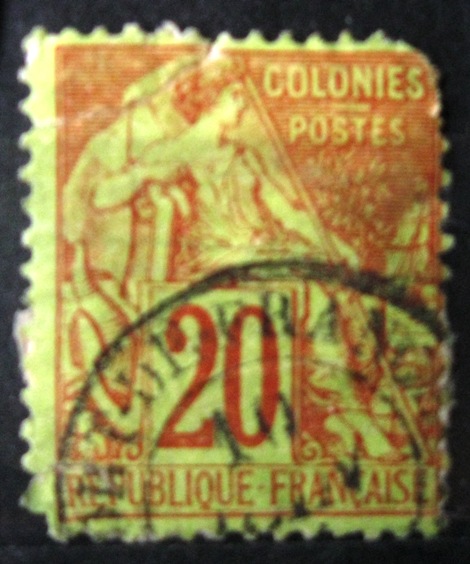 COLONIES
POSTES
20
REPUBLIQUE-FRANÇAISE